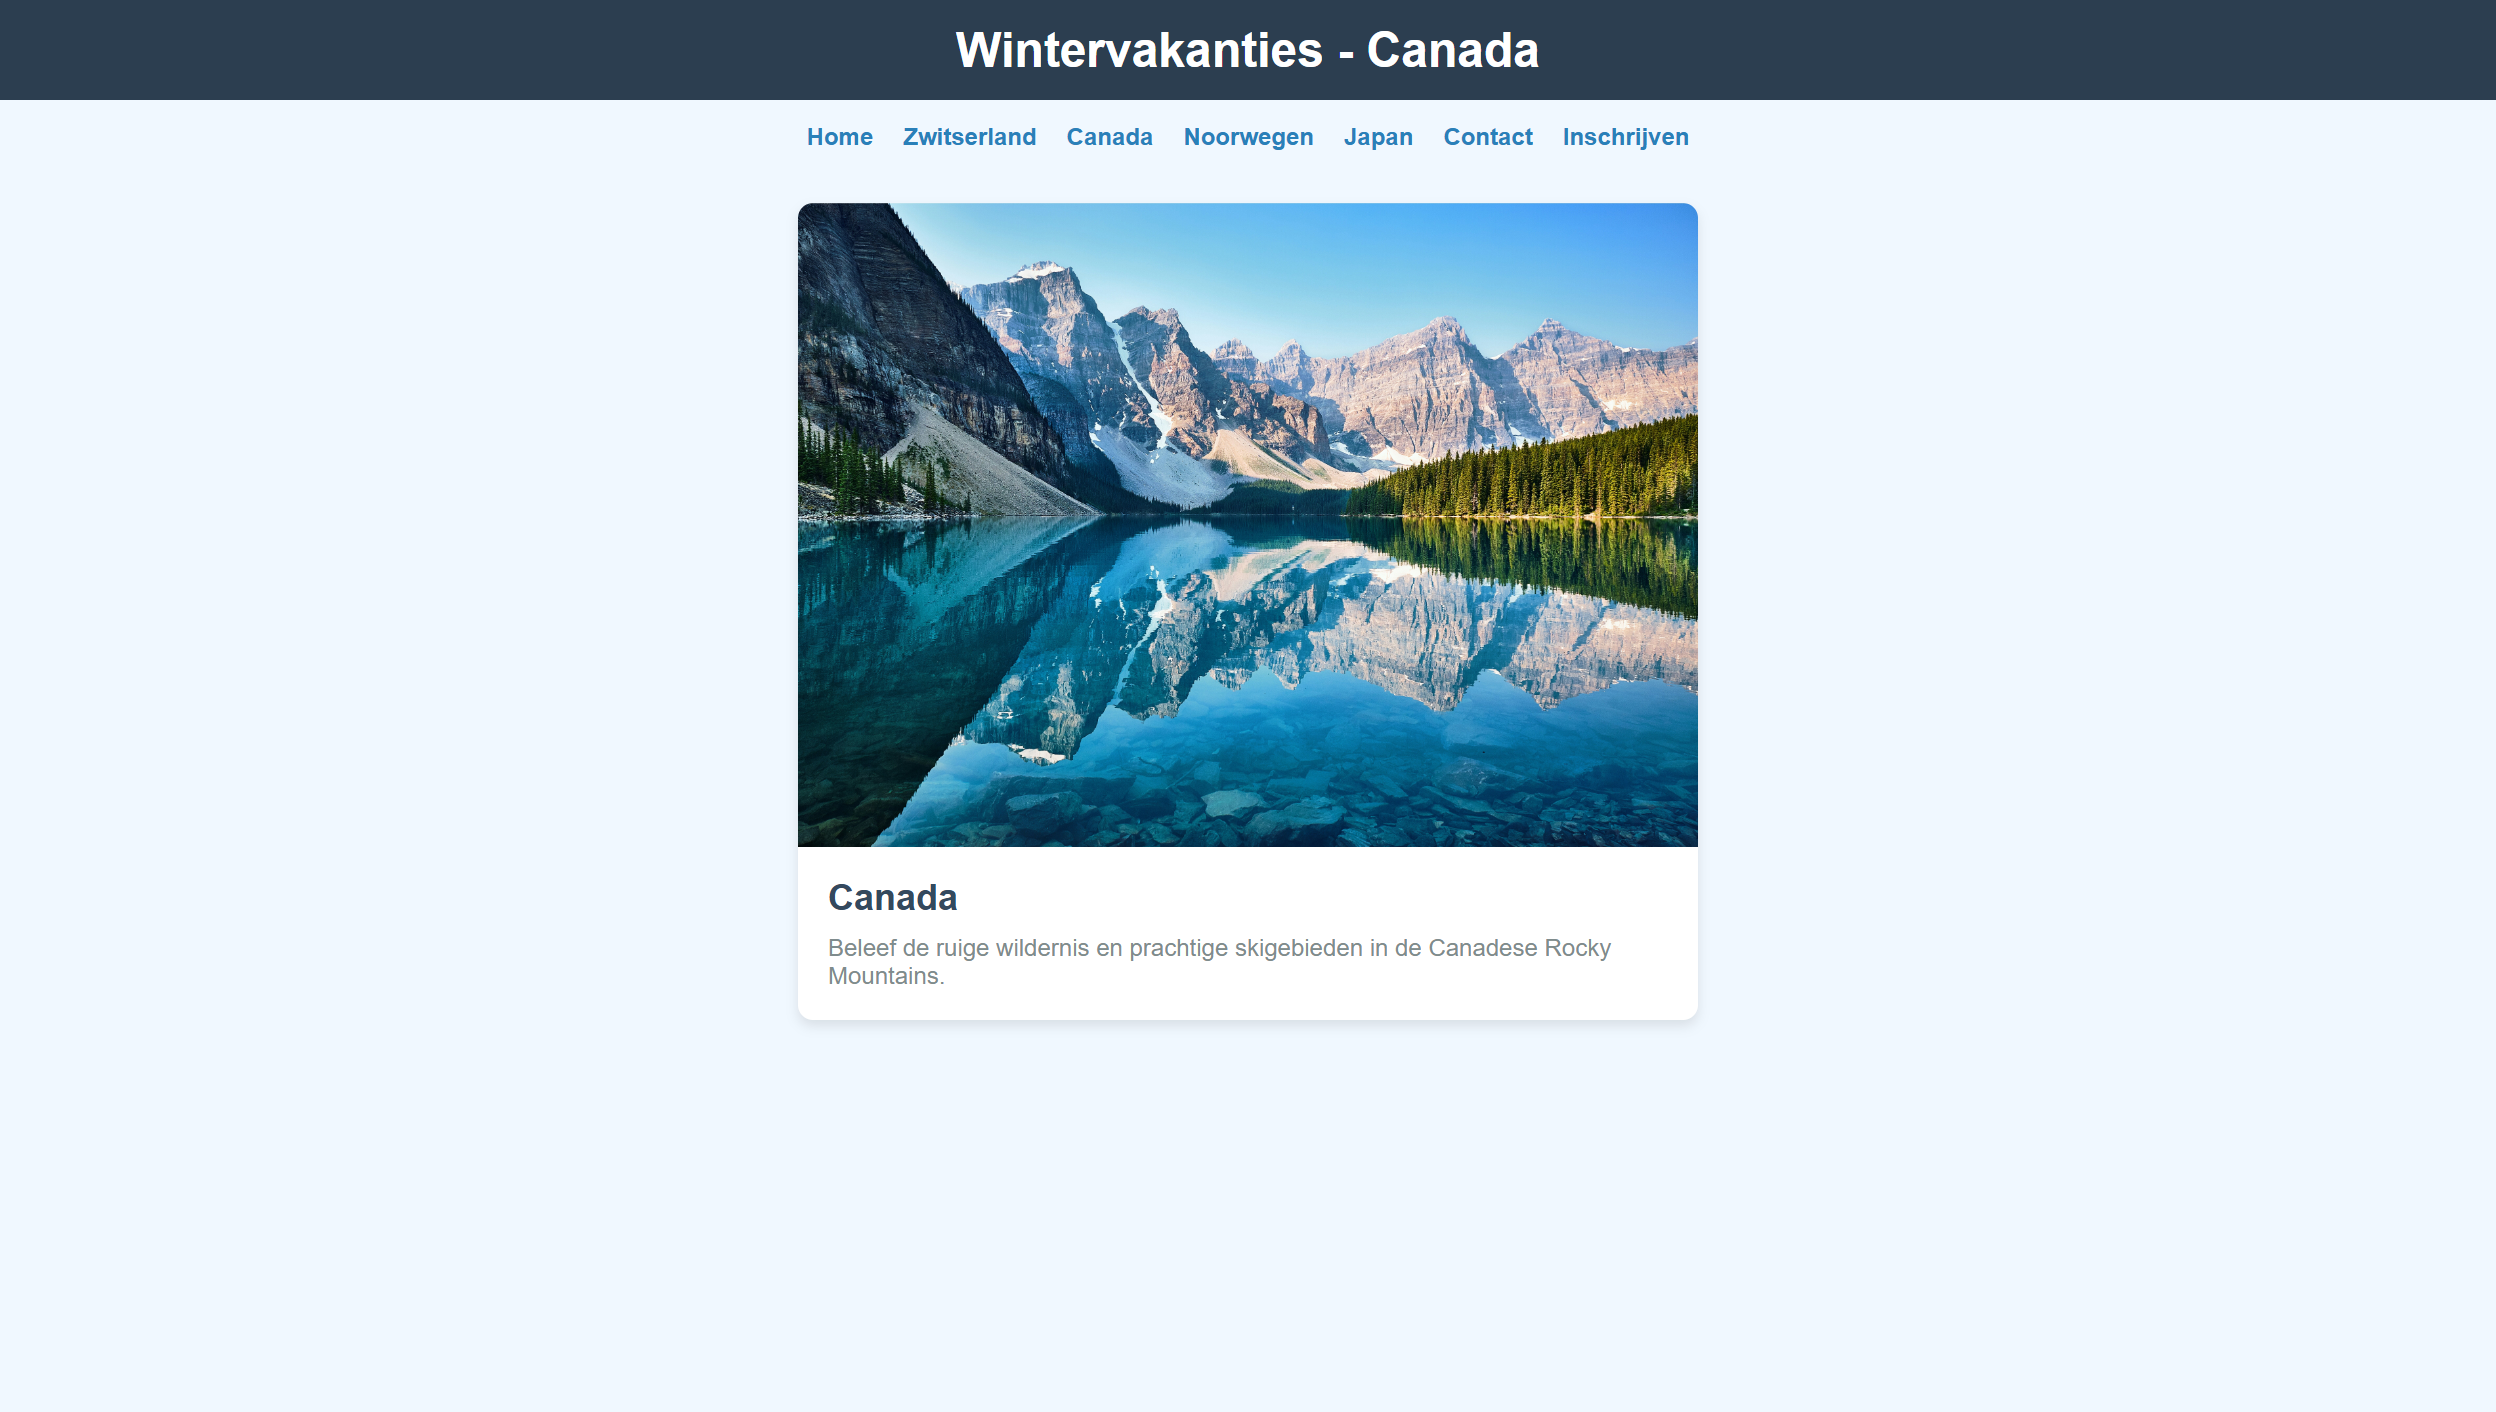 Wintervakanties - Canada
Home Zwitserland Canada Noorwegen Japan Contact Inschrijven
Canada
Beleef de ruige wildernis en prachtige skigebieden in de Canadese Rocky
Mountains.